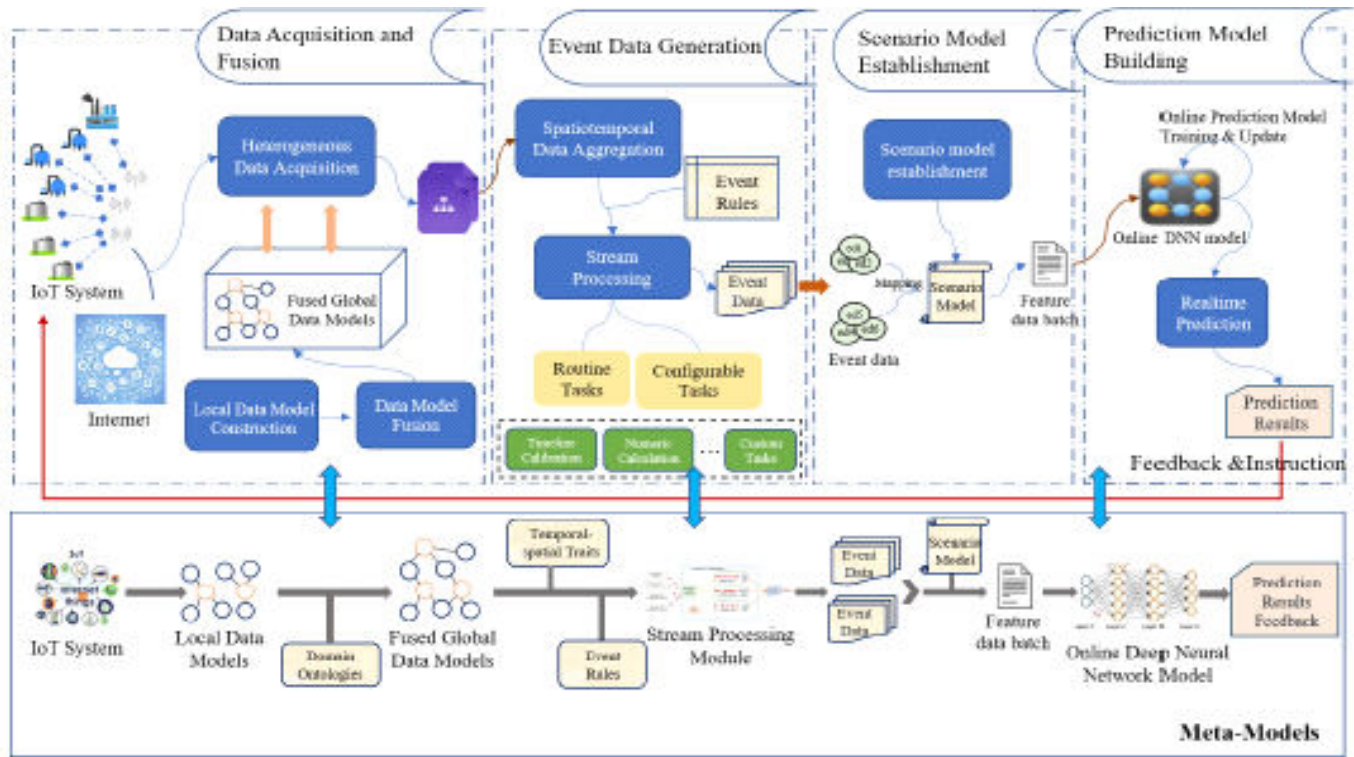 Data Acquisition and
Fusion
Event Data Generation
Scenario Model
Establishment
Prediction Model
Building
Heterogeneous
Data Acquisition
IoT System
Internet
Fused Global
Data Models
Local Data Model
Construction
Data Model
Fusion
Spatiotemporal
Data Aggregation
Event
Rules
Stream
Processing
Event
Data
Routine
Tasks
Configurable
Tasks
Timeline
Calibration
Numeric
Calculation
...
Custom
Tasks
Scenario model
establishment
Mapping
ed5
ed6
Event data
Scenario
Model
Feature
data batch
Online Prediction Model
Training & Update
Online DNN model
Realtime
Prediction
Prediction
Results
Feedback &Instruction
IoT
IoT System
Local Data
Models
Domain
Ontologies
Fused Global
Data Models
Temporal-
spatial Traits
Event
Rules
Stream Processing
Module
Event
Data
Event
Data
Scenario
Model
Feature
data batch
Online Deep Neural
Network Model
Prediction
Results
Feedback
Meta-Models